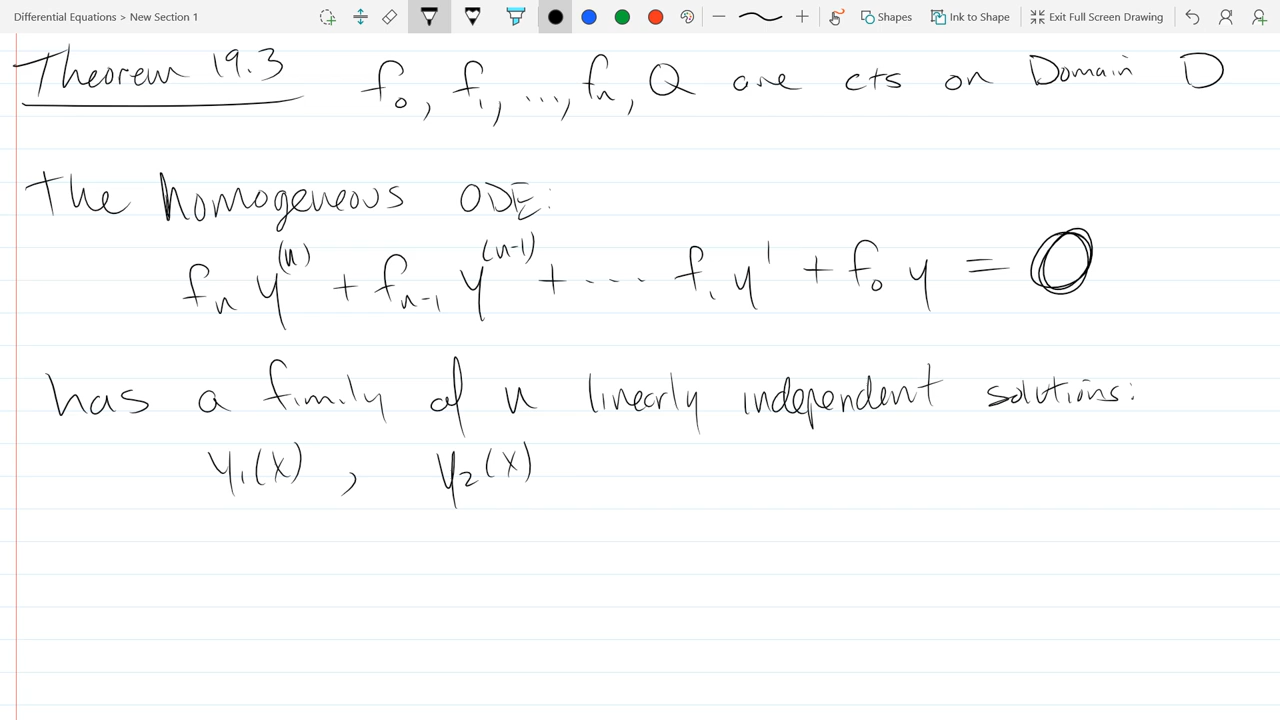 Differential Equations > New Section 1
Shapes
Ink to Shape
Exit Full Screen Drawing
Theorem 19.3 f₀, f₁, ..., fₙ, Q are cts on Domain D
The homogeneous ODE:
fₙ y⁽ⁿ⁾ + fₙ₋₁ y⁽ⁿ⁻¹⁾ + ... f₁ y' + f₀ y = 0
has a fimily of n linearly independent solutions:
y₁(x), y₂(x)